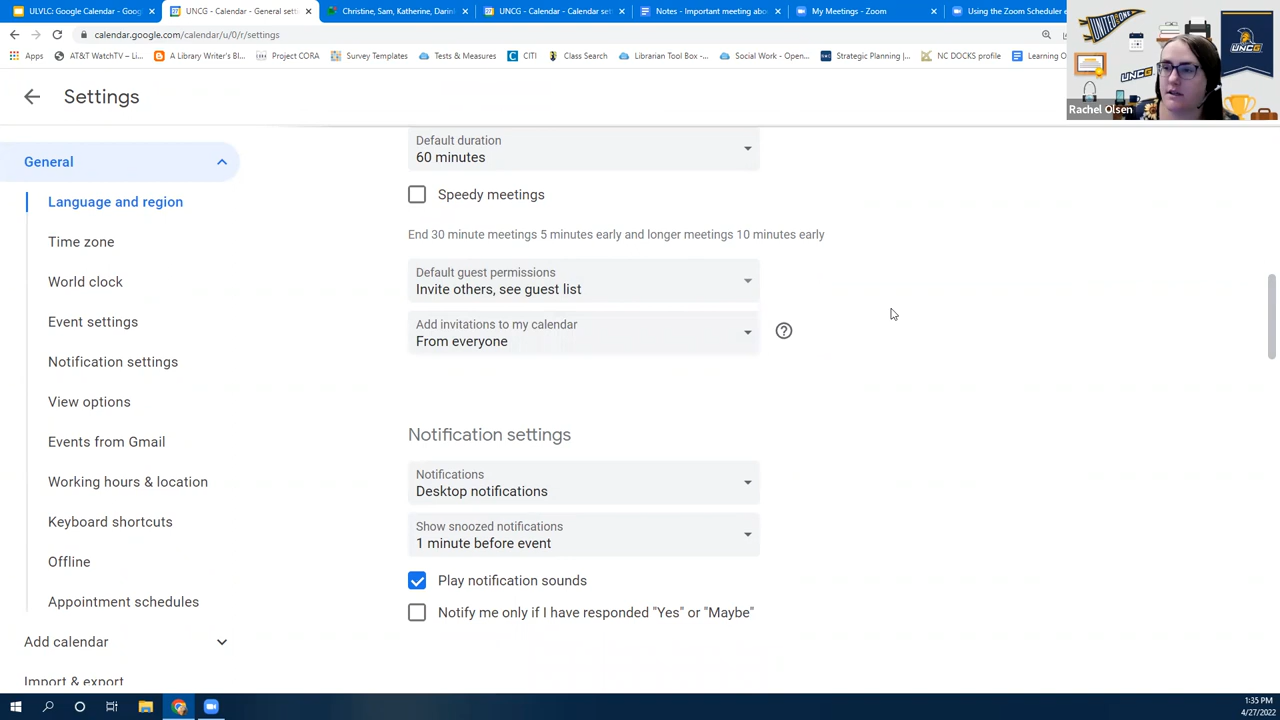 ULVLC: Google Calendar - Goog
UNCG - Calendar - General sett
Christine, Sam, Katherine, Darin
UNCG - Calendar - Calendar set
Notes - Important meeting abo
My Meetings - Zoom
Using the Zoom Scheduler e
calendar.google.com/calendar/u/0/r/settings
Apps
AT&T WatchTV – Li...
A Library Writer's Bl...
Project CORA
Survey Templates
Tests & Measures
CITI
Class Search
Librarian Tool Box -...
Social Work - Open...
Strategic Planning |...
NC DOCKS profile
Learning O
UNCG
UNCG
Rachel Olsen
Settings
General
Language and region
Time zone
World clock
Event settings
Notification settings
View options
Events from Gmail
Working hours & location
Keyboard shortcuts
Offline
Appointment schedules
Add calendar
Import & export
Default duration
60 minutes
Speedy meetings
End 30 minute meetings 5 minutes early and longer meetings 10 minutes early
Default guest permissions
Invite others, see guest list
Add invitations to my calendar
From everyone
Notification settings
Notifications
Desktop notifications
Show snoozed notifications
1 minute before event
Play notification sounds
Notify me only if I have responded "Yes" or "Maybe"
1:35 PM
4/27/2022